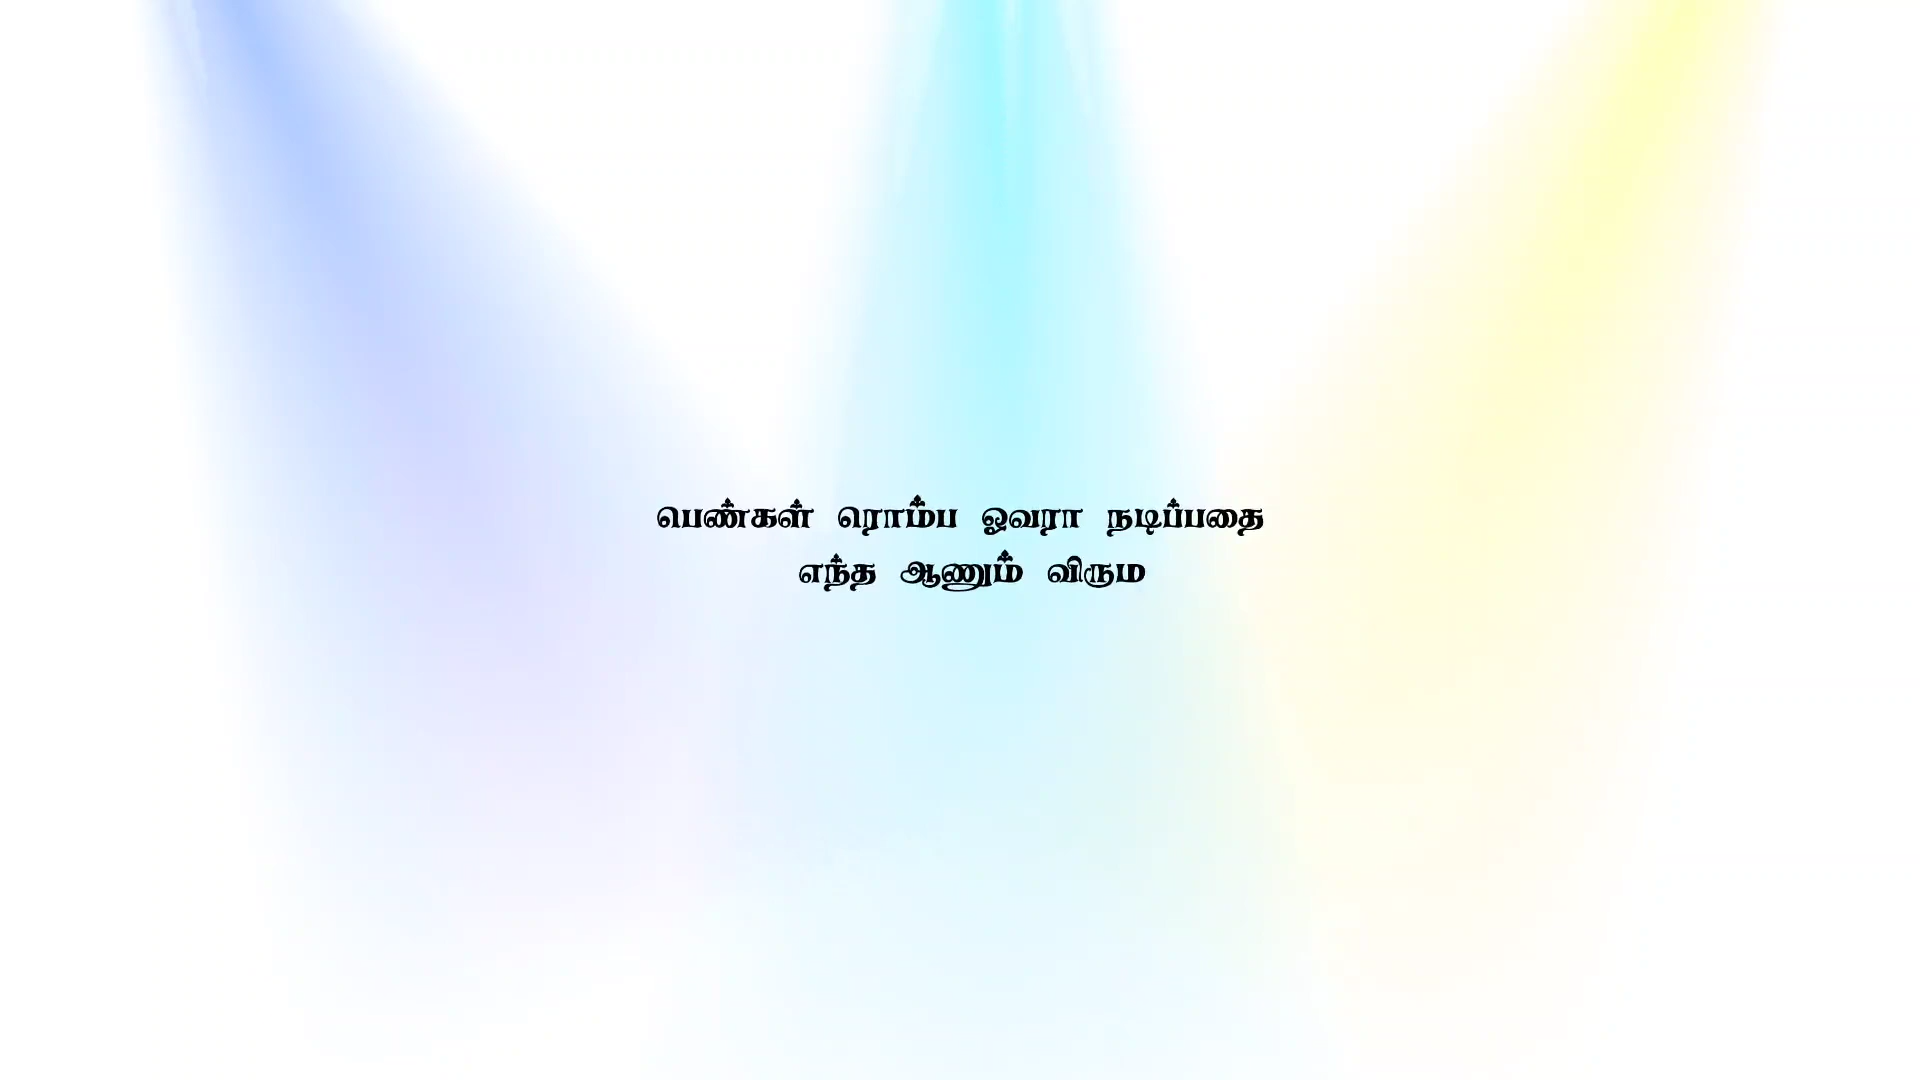 பெண்கள் ரொம்ப ஓவரா நடிப்பதை
எந்த ஆணும் விரும